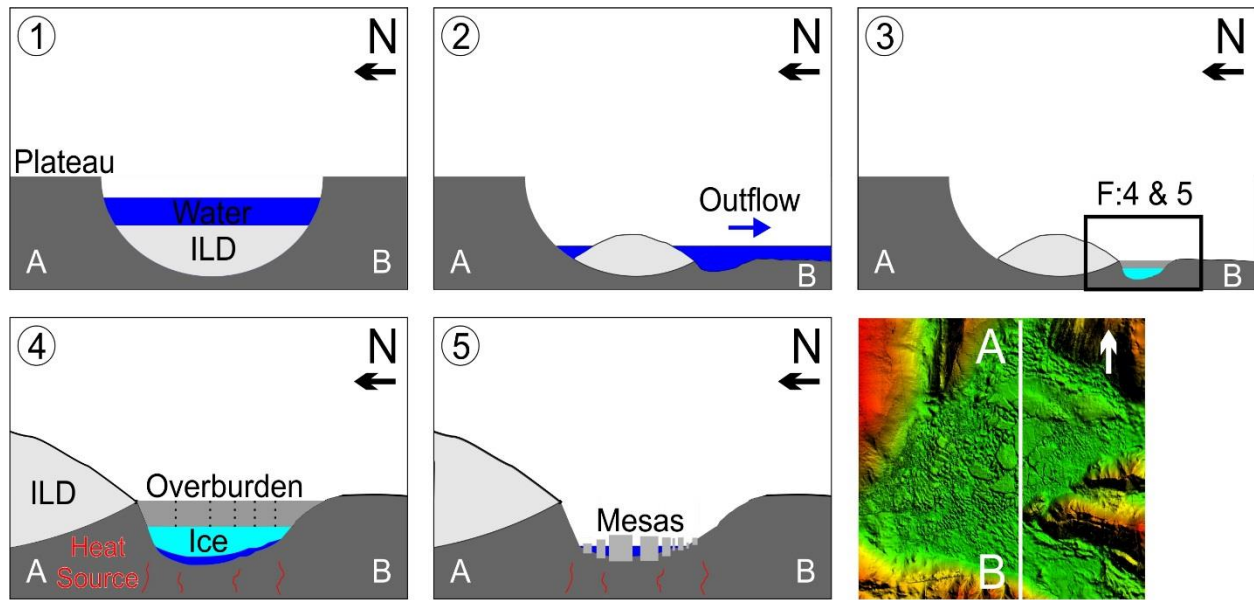 1
N
Plateau
Water
ILD
A
B
2
N
Outflow
A
B
3
N
F:4 & 5
A
B
4
N
ILD
Overburden
Ice
Heat
Source
A
B
5
N
Mesas
A
B
A
B